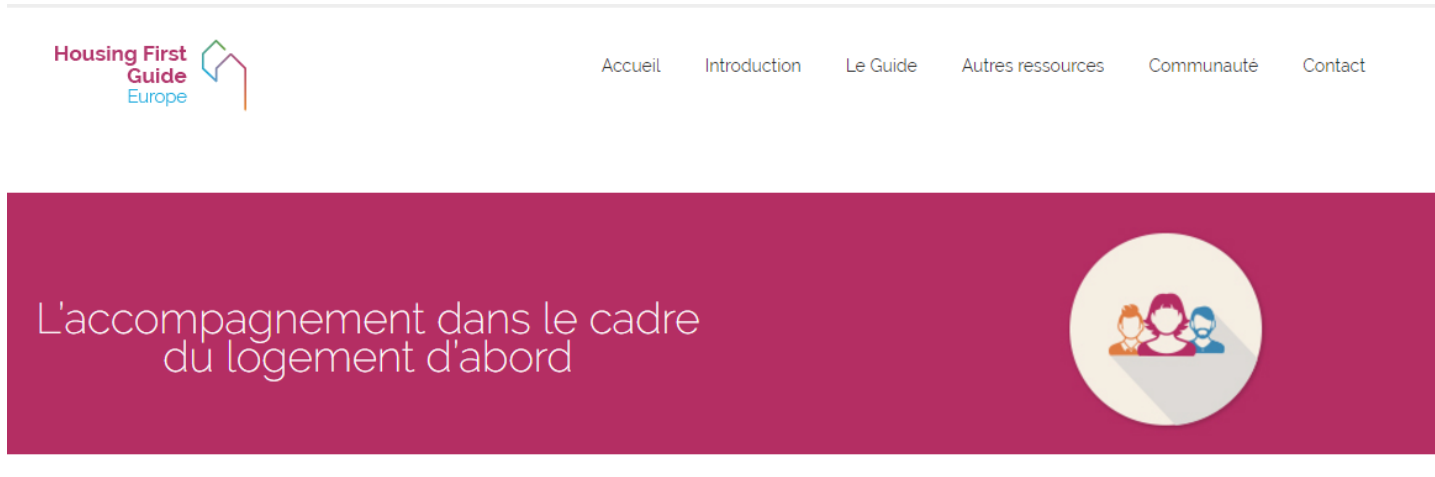 Housing First
Guide
Europe
Accueil Introduction Le Guide Autres ressources Communauté Contact
L'accompagnement dans le cadre
du logement d'abord